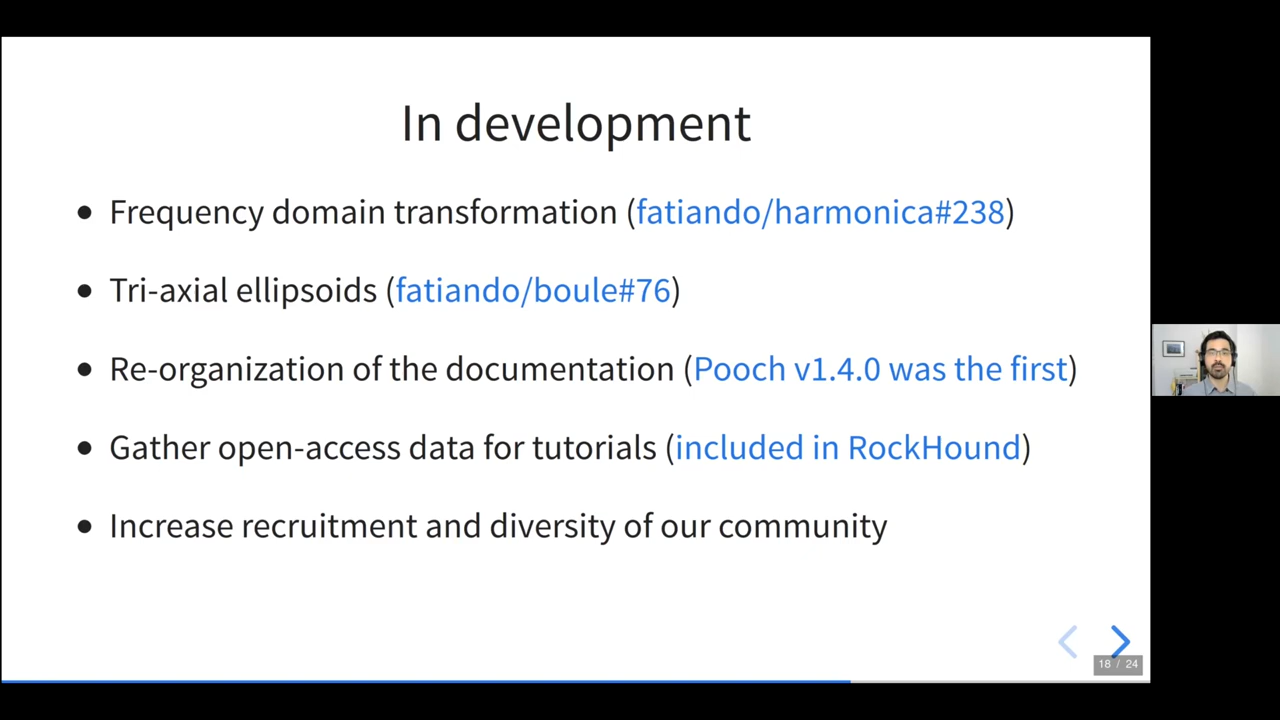 In development
• Frequency domain transformation (fatiando/harmonica#238)
• Tri-axial ellipsoids (fatiando/boule#76)
• Re-organization of the documentation (Pooch v1.4.0 was the first)
• Gather open-access data for tutorials (included in RockHound)
• Increase recruitment and diversity of our community
18 / 24